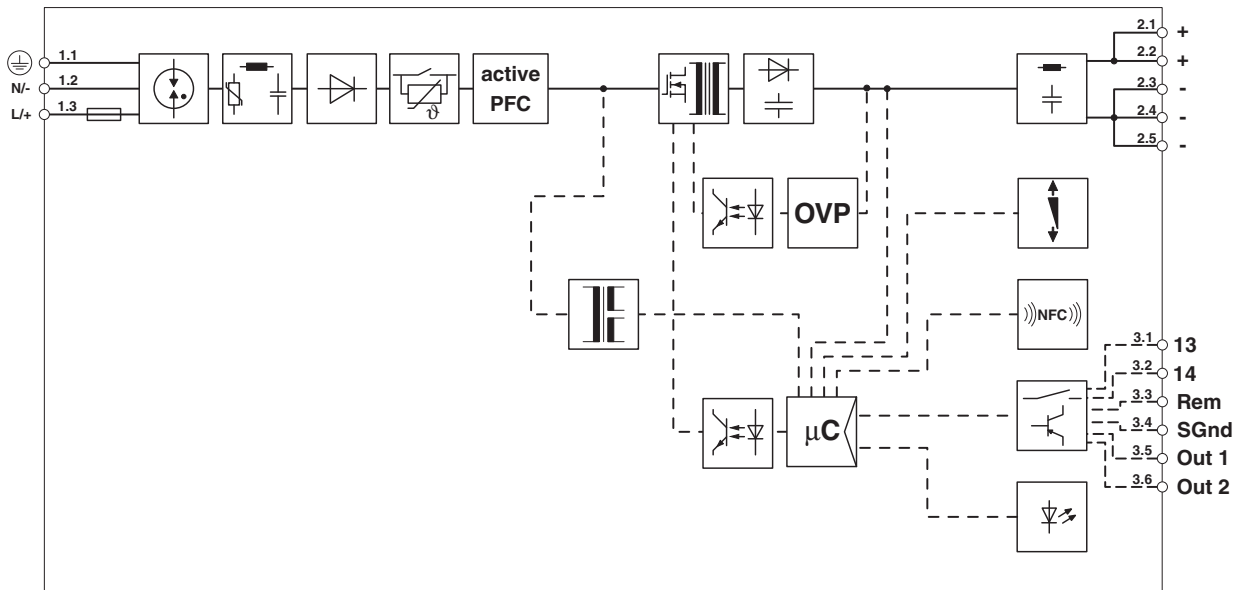 1.1
N/- 1.2
L/+ 1.3
ϑ
active
PFC
2.1 +
2.2 +
2.3 -
2.4 -
2.5 -
OVP
NFC
3.1 13
3.2 14
3.3 Rem
3.4 SGnd
3.5 Out 1
3.6 Out 2
μC